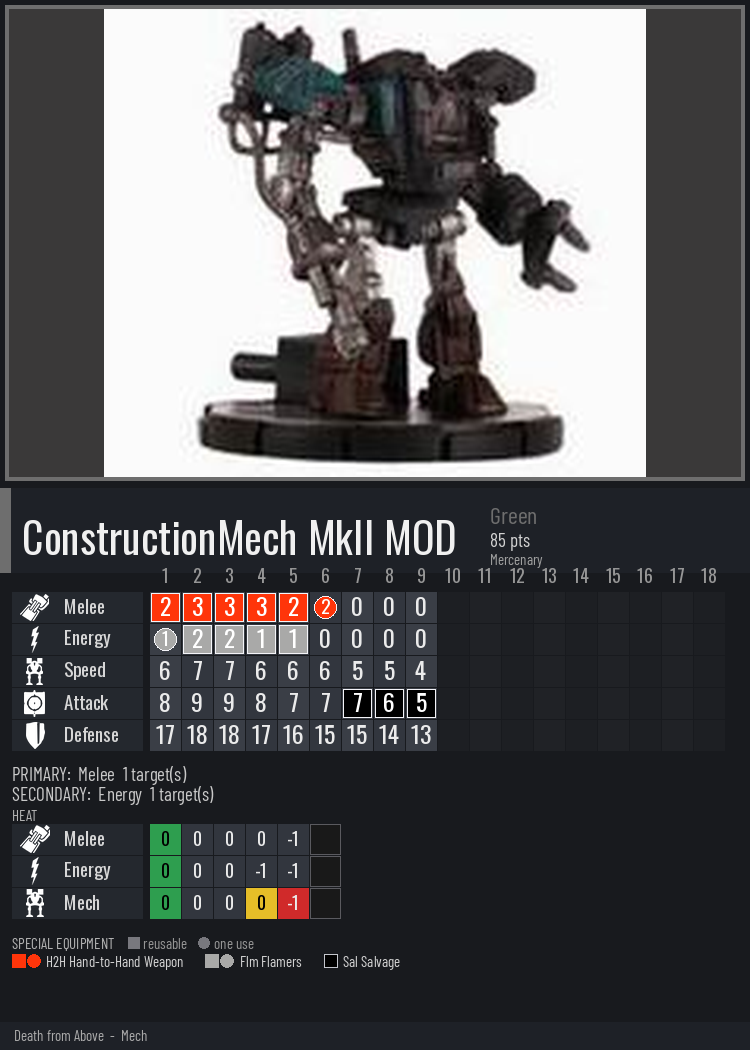 ConstructionMech MkII MOD
Green
85 pts
Mercenary
1 2 3 4 5 6 7 8 9 10 11 12 13 14 15 16 17 18
Melee 2 3 3 3 2 2 0 0 0
Energy 1 2 2 1 1 0 0 0 0
Speed 6 7 7 6 6 6 5 5 4
Attack 8 9 9 8 7 7 7 6 5
Defense 17 18 18 17 16 15 15 14 13
PRIMARY: Melee 1 target(s)
SECONDARY: Energy 1 target(s)
HEAT
Melee 0 0 0 0 -1
Energy 0 0 0 -1 -1
Mech 0 0 0 0 -1
SPECIAL EQUIPMENT reusable one use
H2H Hand-to-Hand Weapon Flm Flamers Sal Salvage
Death from Above - Mech